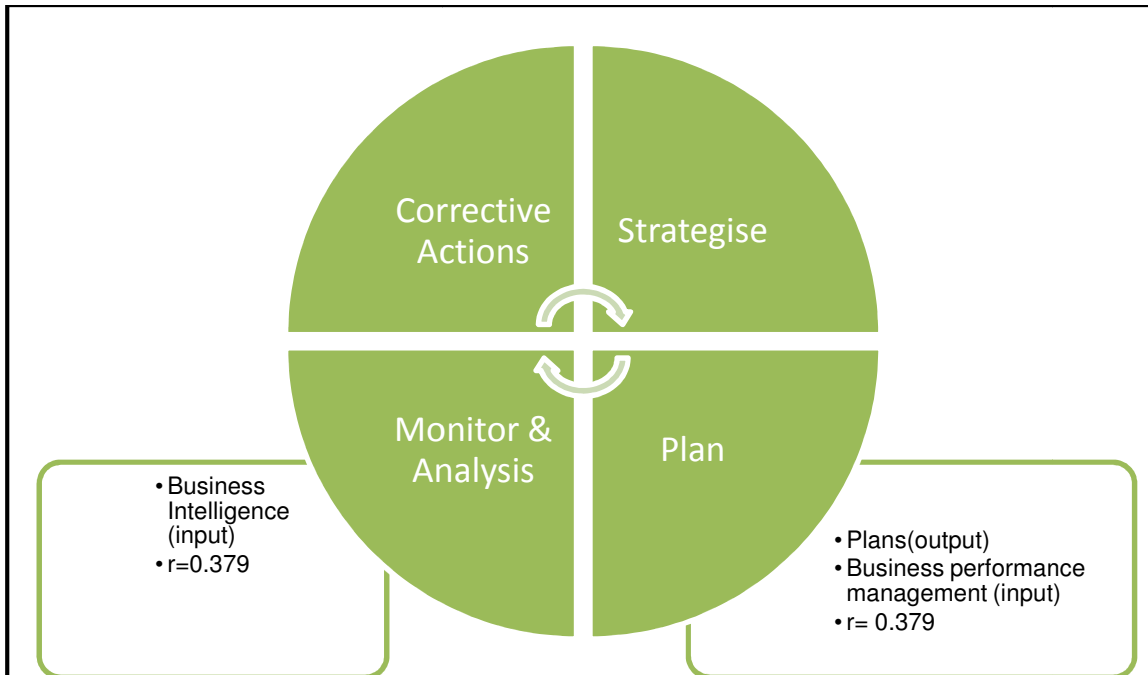 Corrective
Actions
Strategise
Monitor &
Analysis
Plan
• Business
Intelligence
(input)
• r=0.379
• Plans(output)
• Business performance
management (input)
• r= 0.379